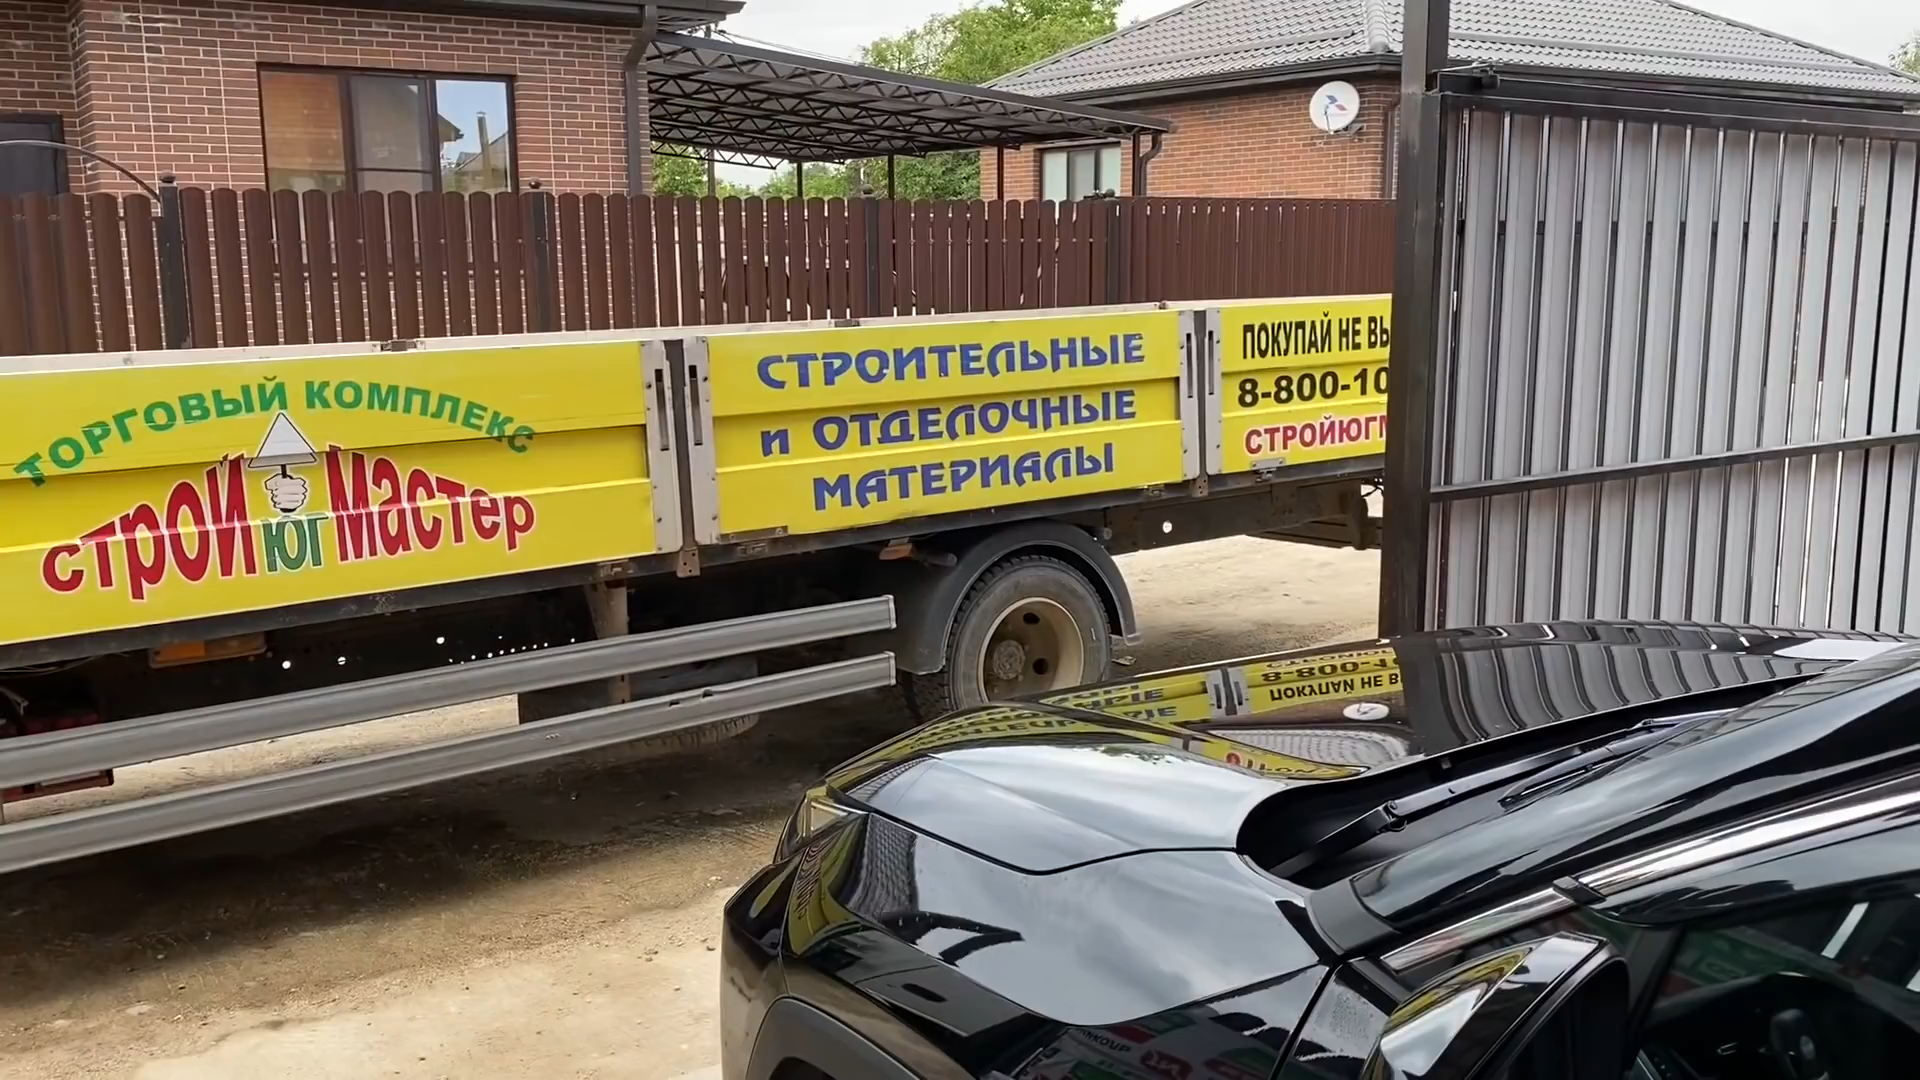 ТОРГОВЫЙ КОМПЛЕКС
строй юг мастер
СТРОИТЕЛЬНЫЕ
и ОТДЕЛОЧНЫЕ
МАТЕРИАЛЫ
ПОКУПАЙ НЕ ВЫ
8-800-10
СТРОЙЮГМ